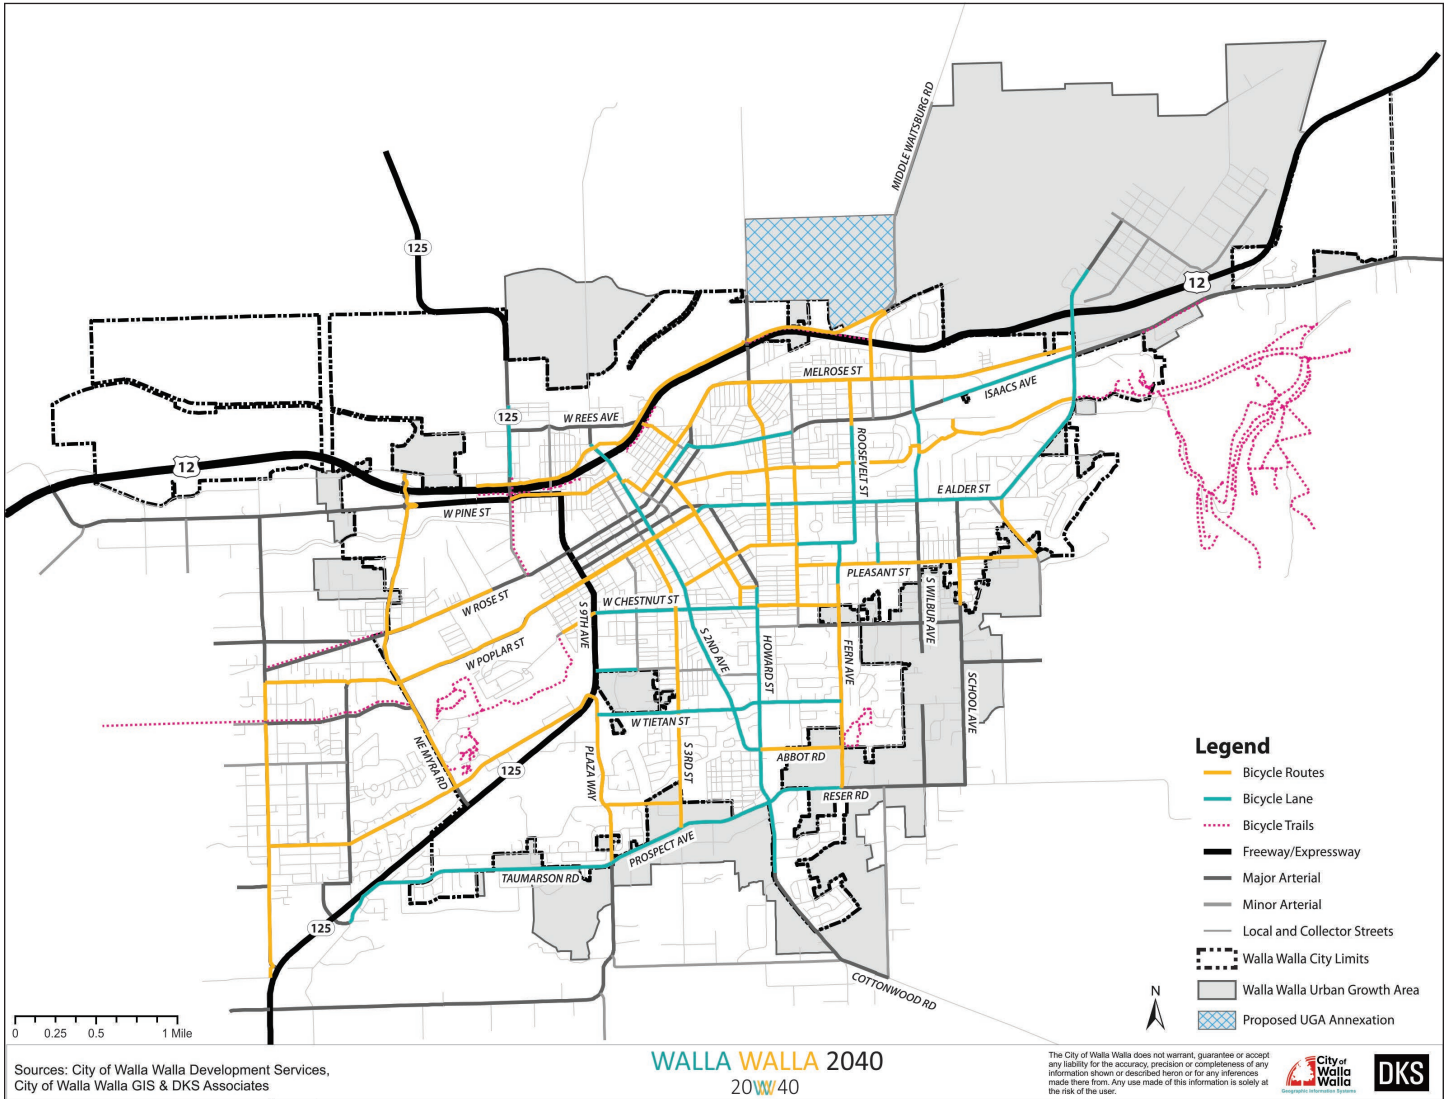 MIDDLE WAITSBURG RD
125
12
MELROSE ST
ISAACS AVE
125
W REES AVE
12
ROOSEVELT ST
E ALDER ST
W PINE ST
PLEASANT ST
S WILBUR AVE
W ROSE ST
W CHESTNUT ST
S 9TH AVE
W POPLAR ST
S 2ND AVE
HOWARD ST
FERN AVE
SCHOOL AVE
W TIETAN ST
NE MYRA RD
125
PLAZA WAY
S 3RD ST
ABBOT RD
RESER RD
PROSPECT AVE
TAUMARSON RD
125
COTTONWOOD RD
Legend
Bicycle Routes
Bicycle Lane
Bicycle Trails
Freeway/Expressway
Major Arterial
Minor Arterial
Local and Collector Streets
Walla Walla City Limits
Walla Walla Urban Growth Area
Proposed UGA Annexation
N
0 0.25 0.5 1 Mile
Sources: City of Walla Walla Development Services,
City of Walla Walla GIS & DKS Associates
WALLA WALLA 2040
20WW40
The City of Walla Walla does not warrant, guarantee or accept
any liability for the accuracy, precision or completeness of any
information shown or described heron or for any inferences
made there from. Any use made of this information is solely at
the risk of the user.
City of
Walla
Walla
Geographic Information Systems
DKS